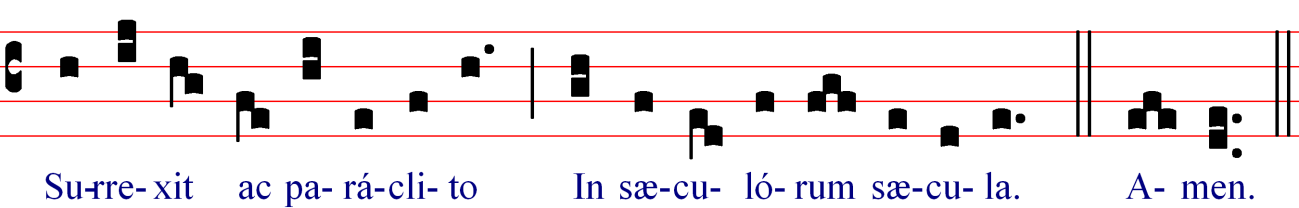 Su-rre- xit ac pa- rá-cli- to In sæ-cu- ló- rum sæ-cu- la. A- men.